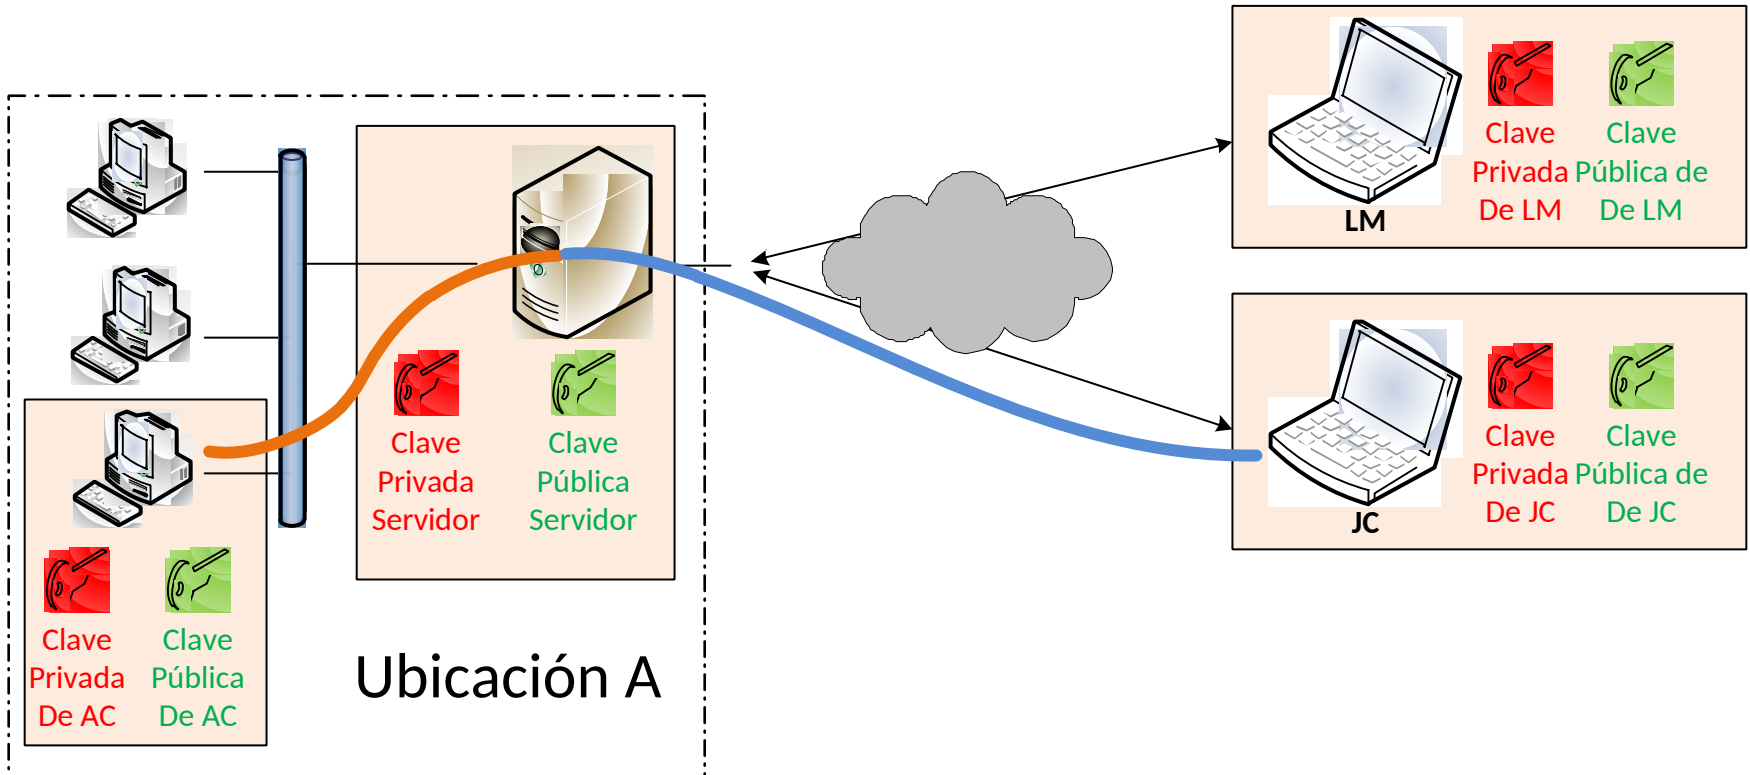 Clave
Privada
De LM
Clave
Pública de
De LM
LM
Clave
Privada
Servidor
Clave
Pública
Servidor
Clave
Privada
De JC
Clave
Pública de
De JC
JC
Clave
Privada
De AC
Clave
Pública
De AC
Ubicación A